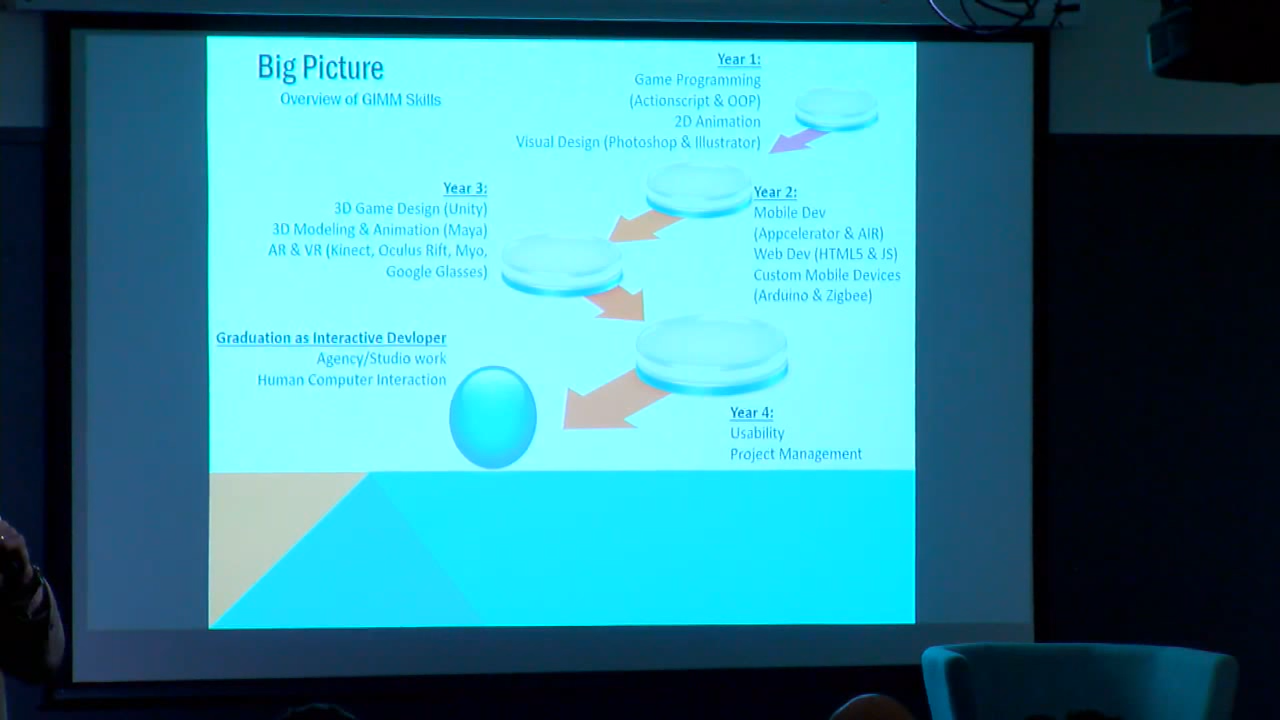 Big Picture
Overview of GIMM Skills
Year 1:
Game Programming
(Actionscript & OOP)
2D Animation
Visual Design (Photoshop & Illustrator)
Year 2:
Mobile Dev
(Appcelerator & AIR)
Web Dev (HTML5 & JS)
Custom Mobile Devices
(Arduino & Zigbee)
Year 3:
3D Game Design (Unity)
3D Modeling & Animation (Maya)
AR & VR (Kinect, Oculus Rift, Myo,
Google Glasses)
Year 4:
Usability
Project Management
Graduation as Interactive Devloper
Agency/Studio work
Human Computer Interaction